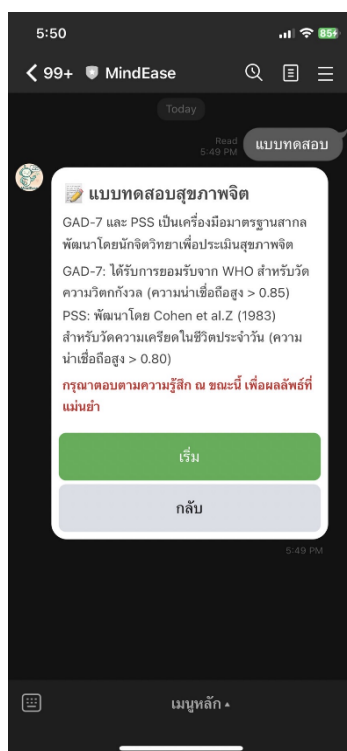 5:50
85
99+ MindEase
Today
Read
5:49 PM
แบบทดสอบ
📝 แบบทดสอบสุขภาพจิต
GAD-7 และ PSS เป็นเครื่องมือมาตรฐานสากล
พัฒนาโดยนักจิตวิทยาเพื่อประเมินสุขภาพจิต
GAD-7: ได้รับการยอมรับจาก WHO สำหรับวัด
ความวิตกกังวล (ความน่าเชื่อถือสูง > 0.85)
PSS: พัฒนาโดย Cohen et al.Z (1983)
สำหรับวัดความเครียดในชีวิตประจำวัน (ความ
น่าเชื่อถือสูง > 0.80)
กรุณาตอบตามความรู้สึก ณ ขณะนี้ เพื่อผลลัพธ์ที่
แม่นยำ
เริ่ม
กลับ
5:49 PM
เมนูหลัก